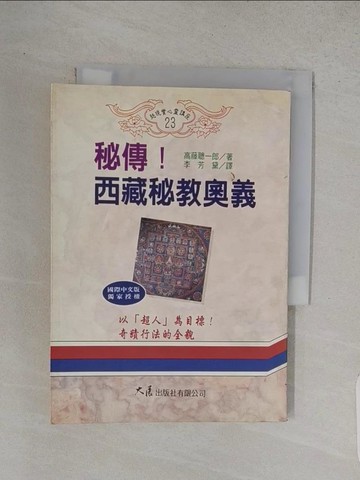 超現實心靈講座
23
秘傳！
高藤聰一郎／著
李芳黛／譯
西藏秘教奧義
國際中文版
獨家授權
以「超人」為目標！
奇蹟行法的全貌
大展出版社有限公司